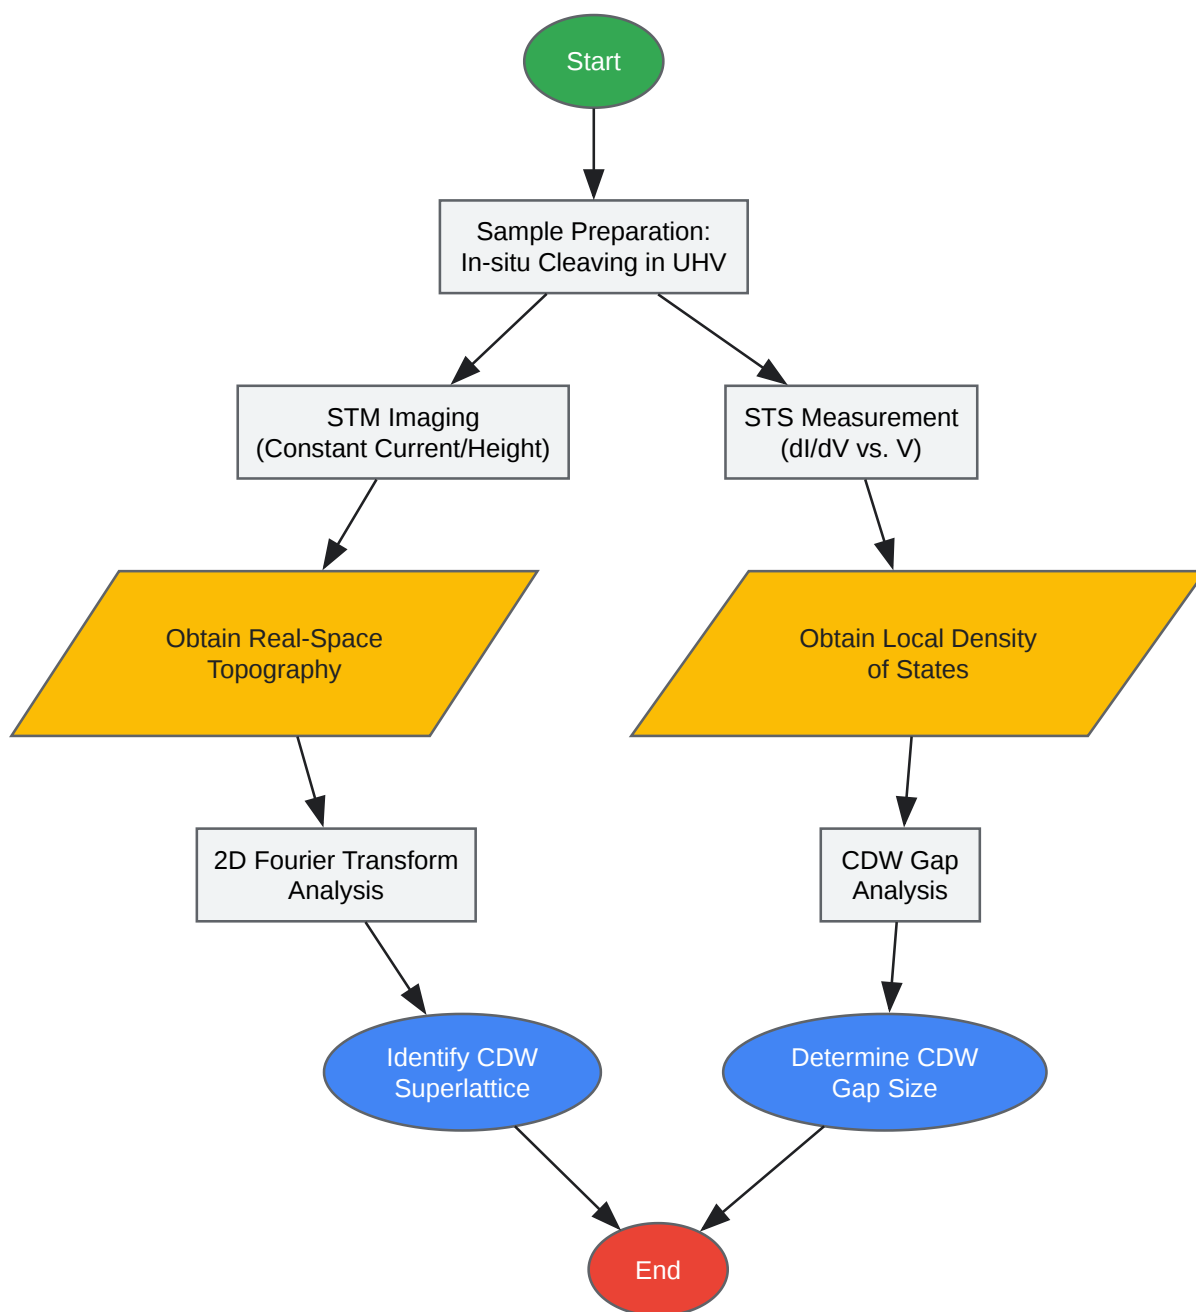 Start
Sample Preparation:
In-situ Cleaving in UHV
STM Imaging
(Constant Current/Height)
STS Measurement
(dI/dV vs. V)
Obtain Real-Space
Topography
Obtain Local Density
of States
2D Fourier Transform
Analysis
CDW Gap
Analysis
Identify CDW
Superlattice
Determine CDW
Gap Size
End